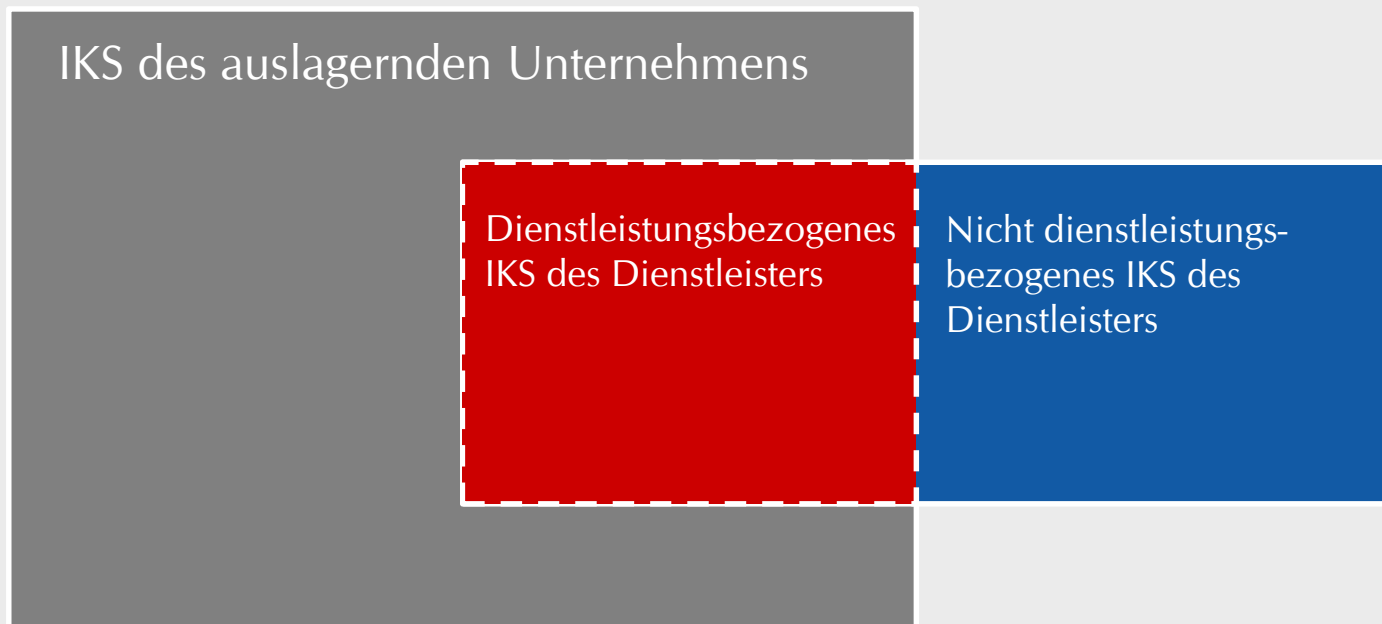 IKS des auslagernden Unternehmens
Dienstleistungsbezogenes
IKS des Dienstleisters
Nicht dienstleistungs-
bezogenes IKS des
Dienstleisters